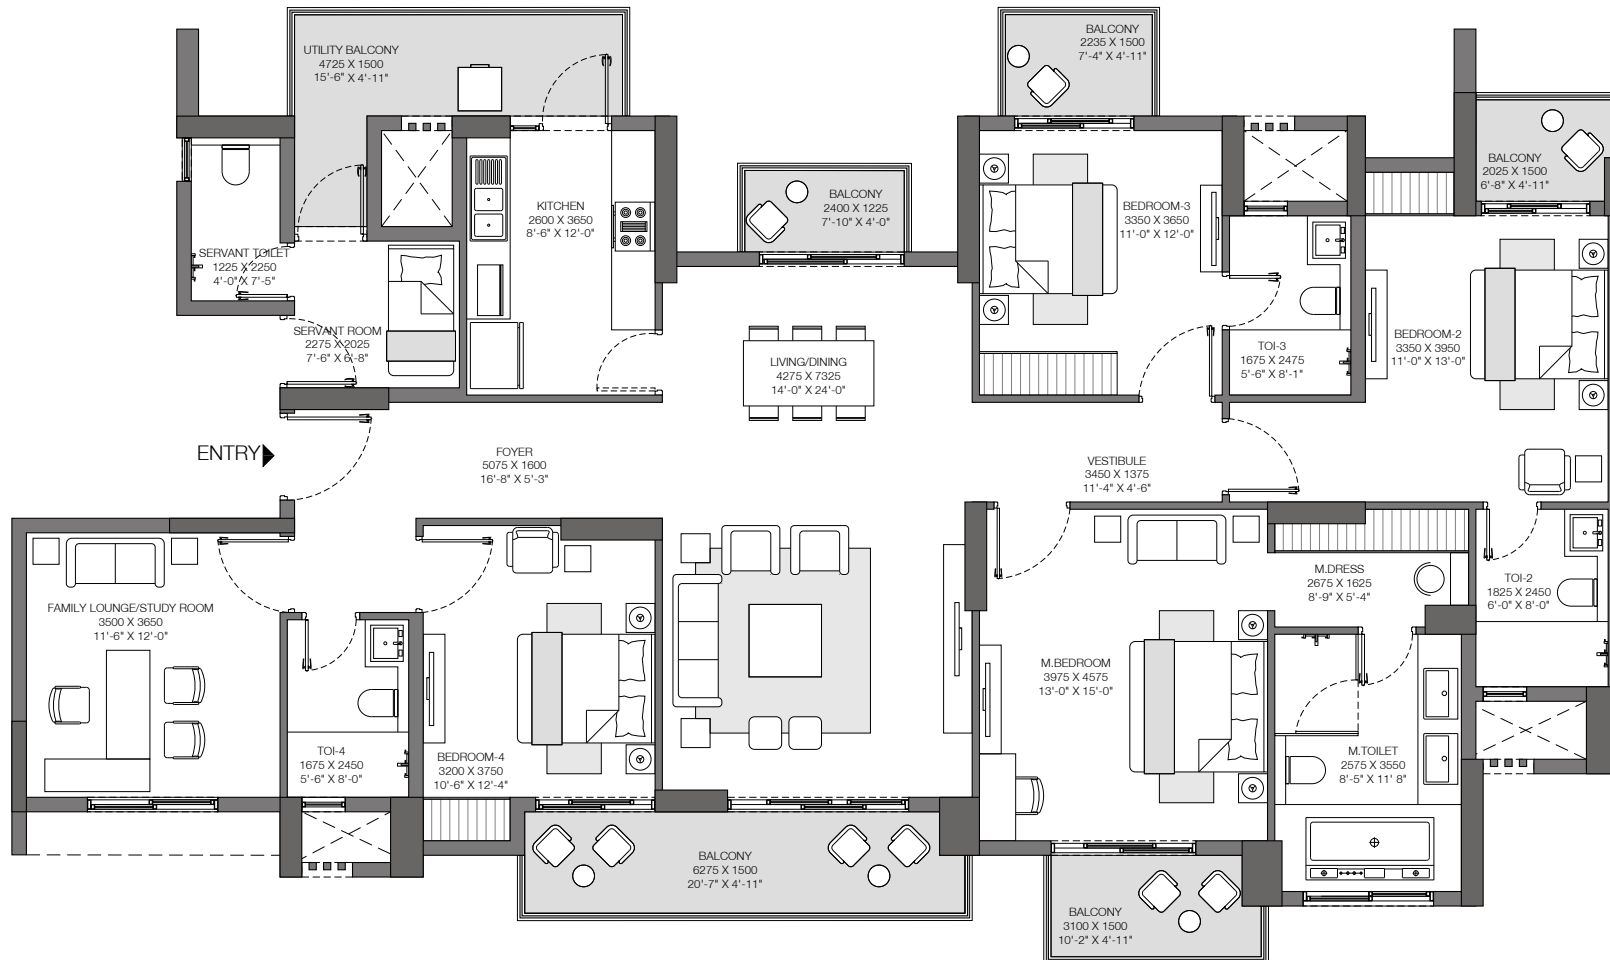 UTILITY BALCONY
4725 X 1500
15'-6" X 4'-11"
BALCONY
2235 X 1500
7'-4" X 4'-11"
BALCONY
2025 X 1500
6'-8" X 4'-11"
BALCONY
2400 X 1225
7'-10" X 4'-0"
KITCHEN
2600 X 3650
8'-6" X 12'-0"
BEDROOM-3
3350 X 3650
11'-0" X 12'-0"
SERVANT TOILET
1225 X 2250
4'-0" X 7'-5"
SERVANT ROOM
2275 X 2025
7'-6" X 6'-8"
LIVING/DINING
4275 X 7325
14'-0" X 24'-0"
TOI-3
1675 X 2475
5'-6" X 8'-1"
BEDROOM-2
3350 X 3950
11'-0" X 13'-0"
ENTRY
FOYER
5075 X 1600
16'-8" X 5'-3"
VESTIBULE
3450 X 1375
11'-4" X 4'-6"
FAMILY LOUNGE/STUDY ROOM
3500 X 3650
11'-6" X 12'-0"
M.DRESS
2675 X 1625
8'-9" X 5'-4"
TOI-2
1825 X 2450
6'-0" X 8'-0"
M.BEDROOM
3975 X 4575
13'-0" X 15'-0"
TOI-4
1675 X 2450
5'-6" X 8'-0"
BEDROOM-4
3200 X 3750
10'-6" X 12'-4"
M.TOILET
2575 X 3550
8'-5" X 11' 8"
BALCONY
6275 X 1500
20'-7" X 4'-11"
BALCONY
3100 X 1500
10'-2" X 4'-11"